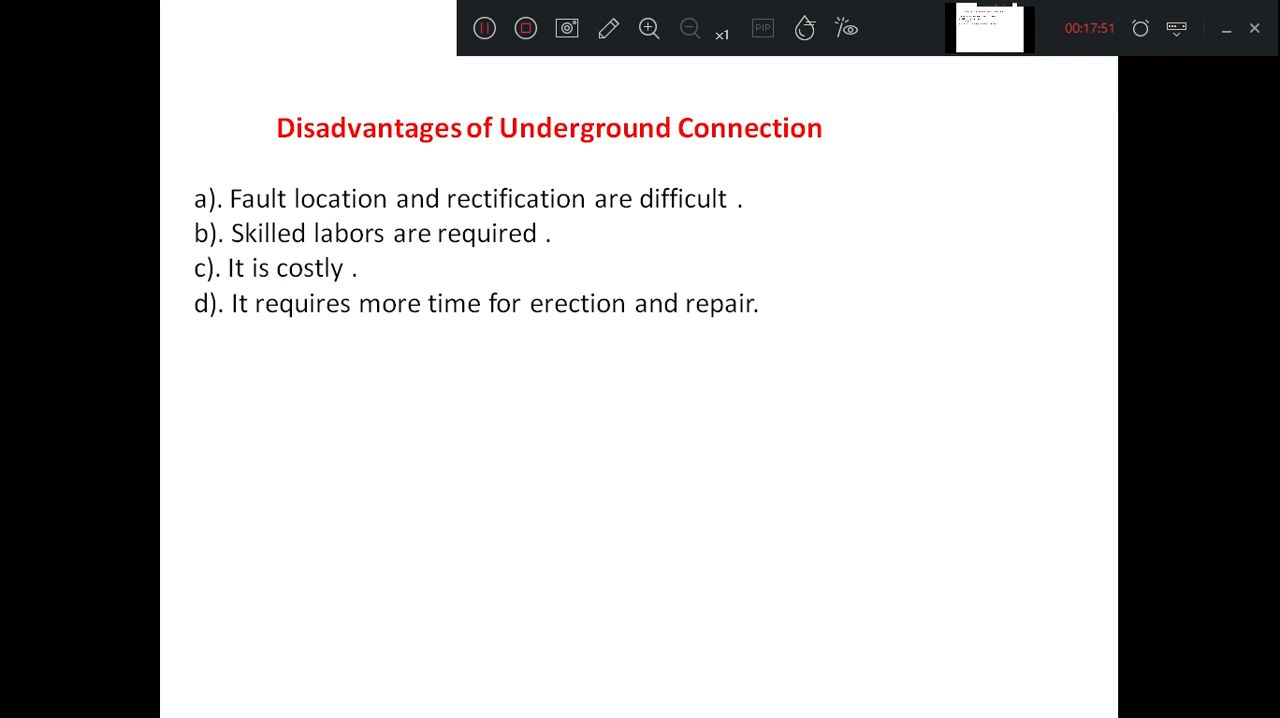 x1
PIP
00:17:51
Disadvantages of Underground Connection
a). Fault location and rectification are difficult .
b). Skilled labors are required .
c). It is costly .
d). It requires more time for erection and repair.